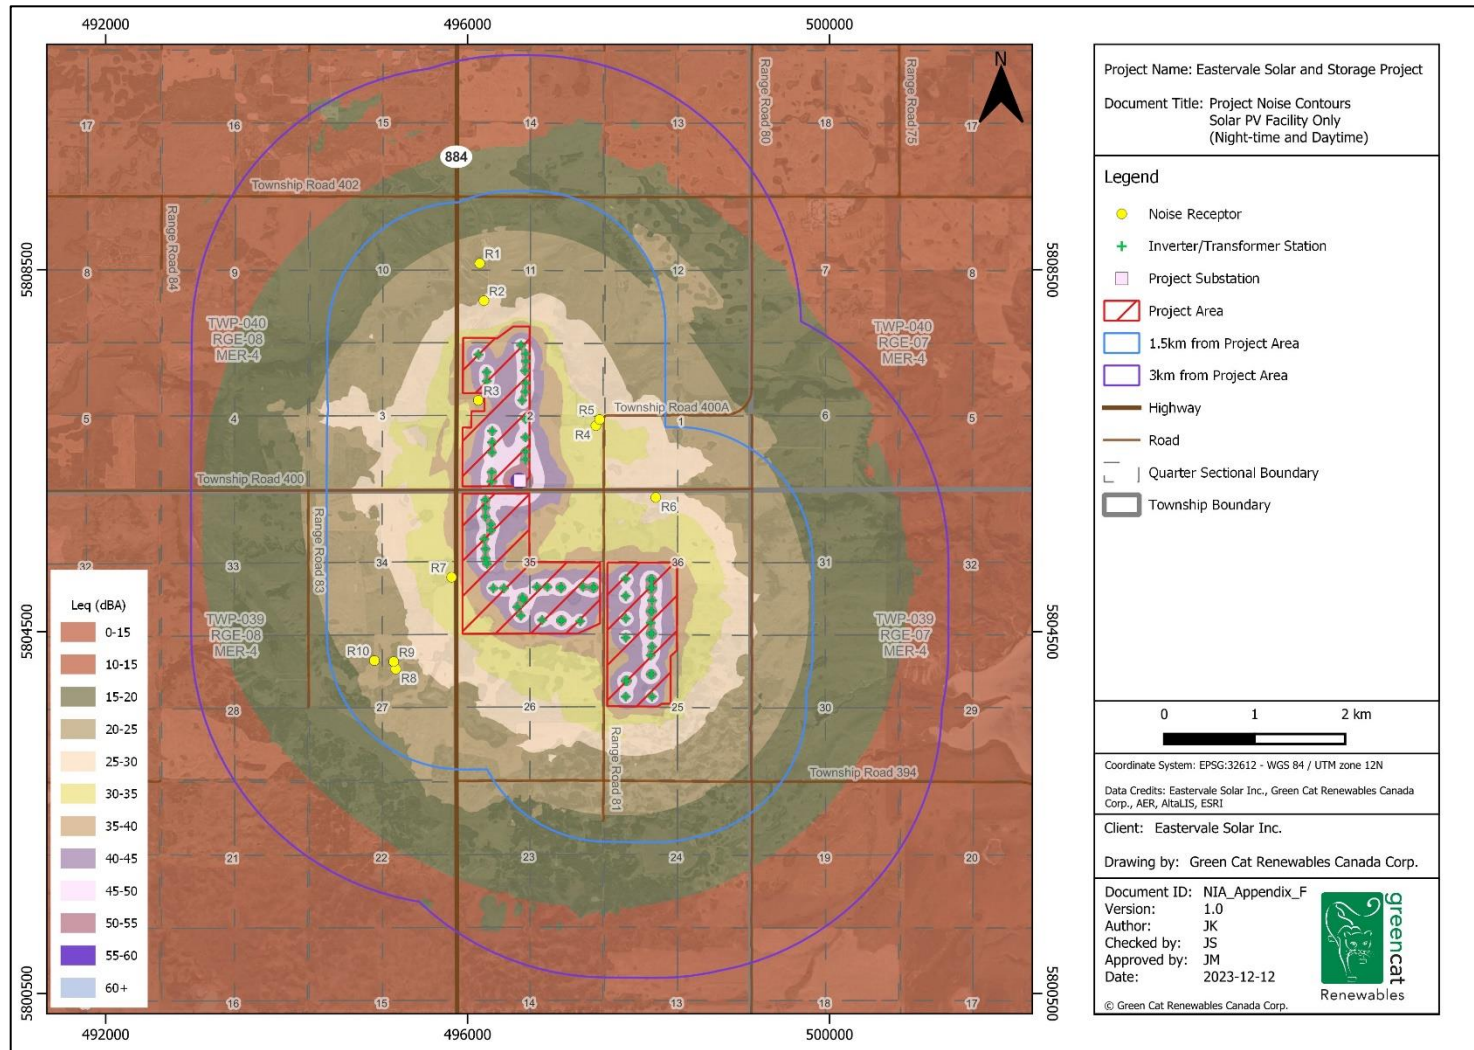 492000
496000
500000
N
17
16
15
14
13
18
17
Range Road 80
Range Road 75
884
Township Road 402
Range Road 84
R1
8
9
10
11
12
7
8
5808500
5808500
R2
TWP-040
RGE-08
MER-4
TWP-040
RGE-07
MER-4
R3
5
4
3
2
R5
R4
Township Road 400A
1
6
5
Township Road 400
R6
Range Road 83
32
33
34
35
36
31
32
R7
TWP-039
RGE-08
MER-4
TWP-039
RGE-07
MER-4
5804500
5804500
R10
R9
R8
28
27
26
25
30
29
Range Road 81
Township Road 394
21
22
23
24
19
20
16
15
14
13
18
17
5800500
5800500
492000
496000
500000
Leq (dBA)
0-15
10-15
15-20
20-25
25-30
30-35
35-40
40-45
45-50
50-55
55-60
60+
Project Name: Eastervale Solar and Storage Project
Document Title: Project Noise Contours
Solar PV Facility Only
(Night-time and Daytime)
Legend
Noise Receptor
Inverter/Transformer Station
Project Substation
Project Area
1.5km from Project Area
3km from Project Area
Highway
Road
Quarter Sectional Boundary
Township Boundary
0 1 2 km
Coordinate System: EPSG:32612 - WGS 84 / UTM zone 12N
Data Credits: Eastervale Solar Inc., Green Cat Renewables Canada
Corp., AER, AltaLIS, ESRI
Client: Eastervale Solar Inc.
Drawing by: Green Cat Renewables Canada Corp.
Document ID: NIA_Appendix_F
Version: 1.0
Author: JK
Checked by: JS
Approved by: JM
Date: 2023-12-12
© Green Cat Renewables Canada Corp.
greencat
Renewables